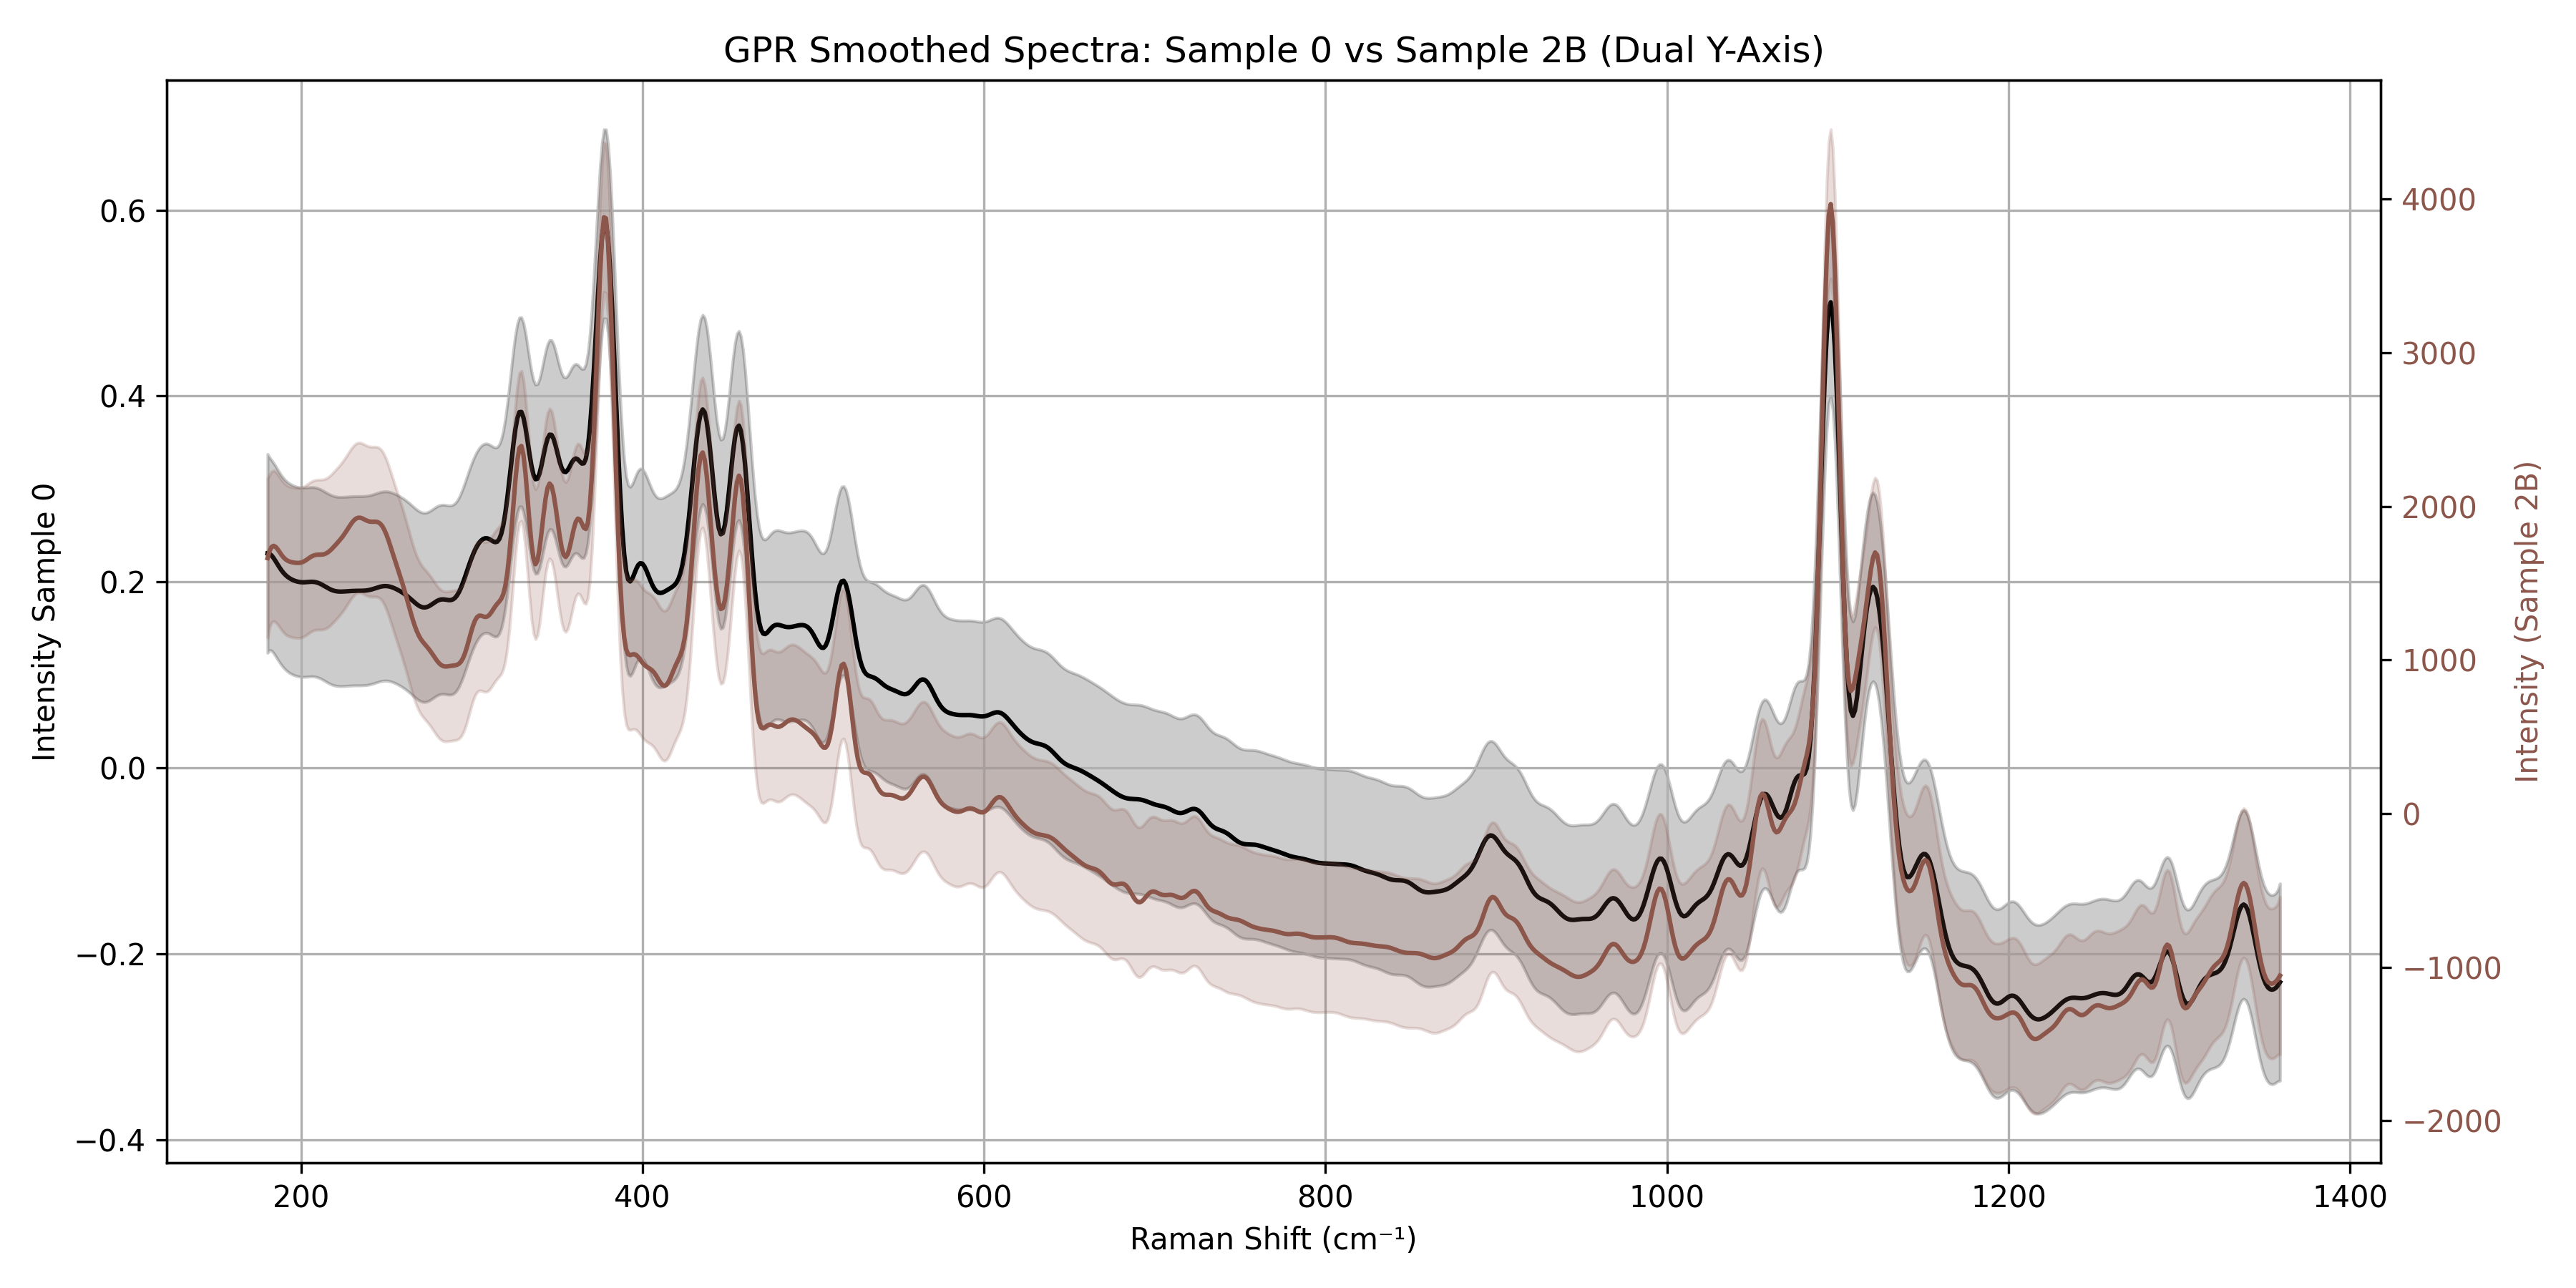 GPR Smoothed Spectra: Sample 0 vs Sample 2B (Dual Y-Axis)
Intensity Sample 0
0.6
0.4
0.2
0.0
−0.2
−0.4
4000
3000
2000
1000
0
−1000
−2000
Intensity (Sample 2B)
200 400 600 800 1000 1200 1400
Raman Shift (cm⁻¹)